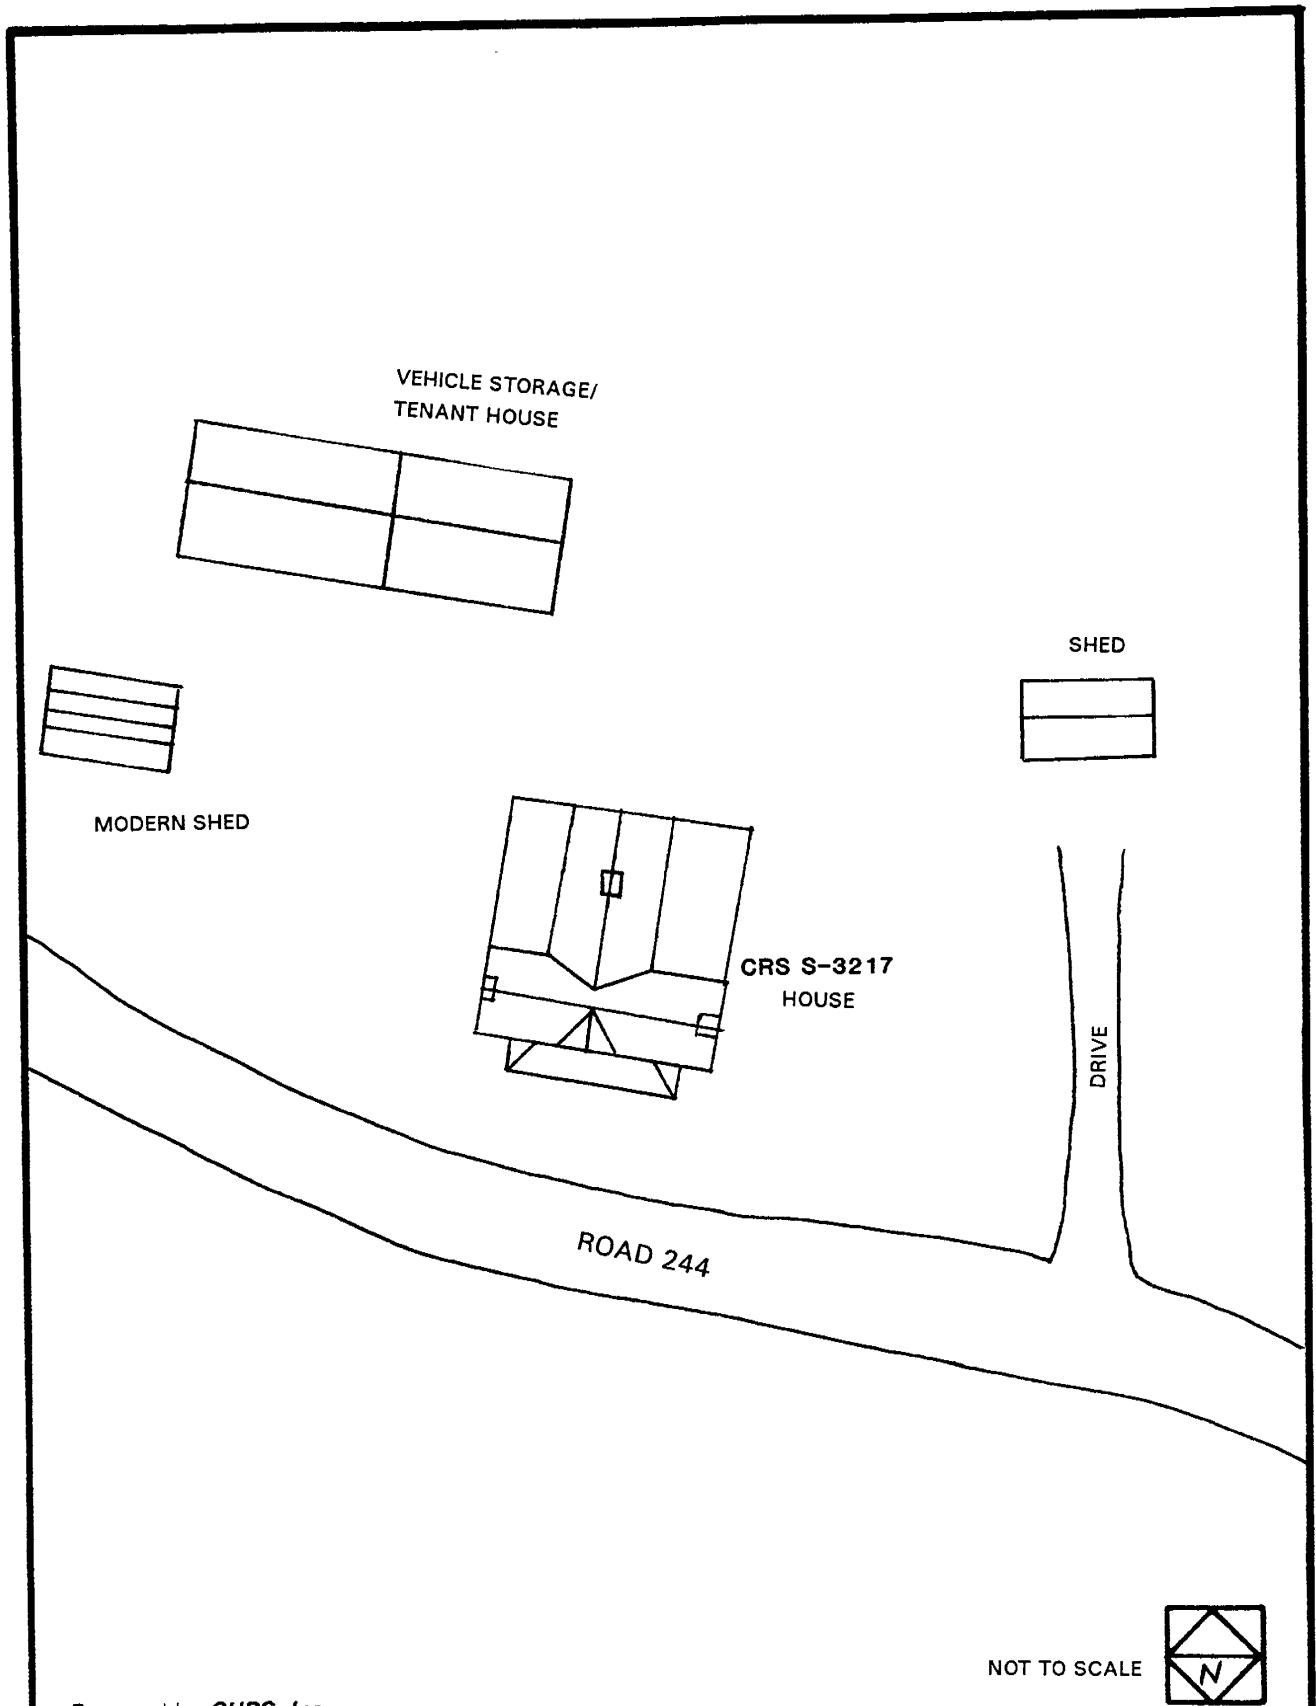 VEHICLE STORAGE/
TENANT HOUSE
SHED
MODERN SHED
CRS S-3217
HOUSE
DRIVE
ROAD 244
NOT TO SCALE
N